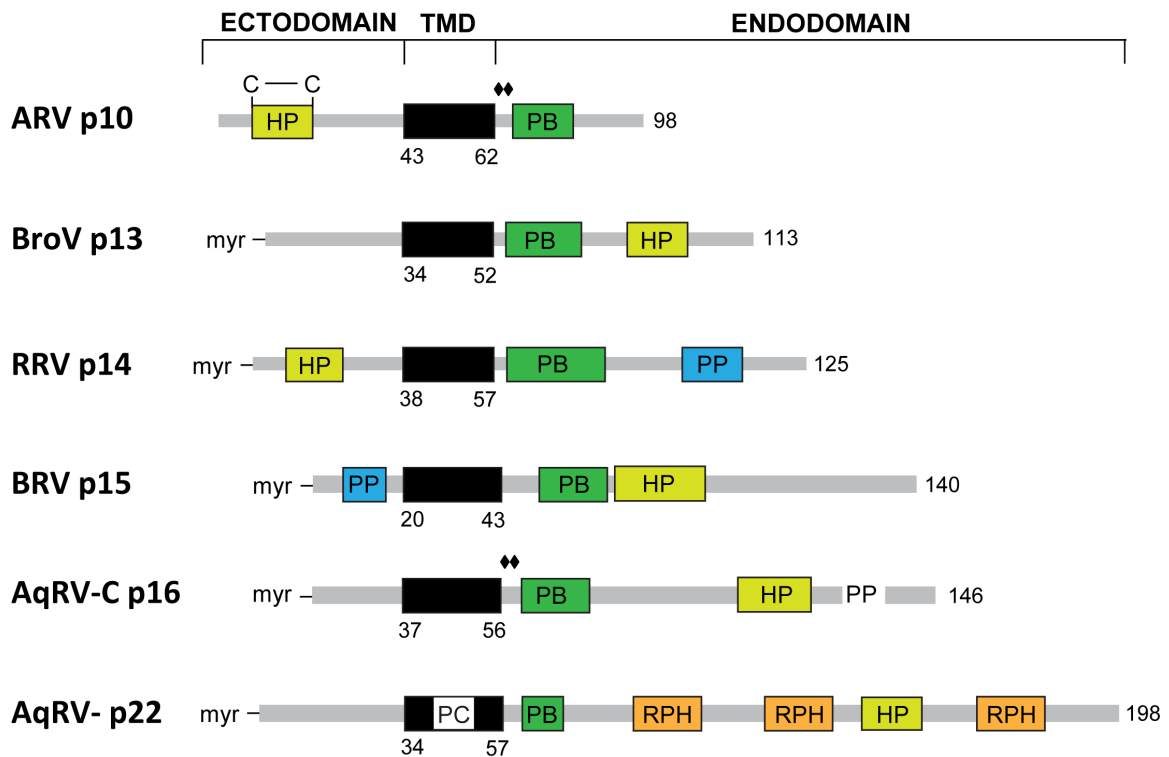 ECTODOMAIN TMD ENDODOMAIN
C — C
ARV p10 HP PB 98
43 62
BroV p13 myr PB HP 113
34 52
RRV p14 myr HP PB PP 125
38 57
BRV p15 myr PP PB HP 140
20 43
AqRV-C p16 myr PB HP PP 146
37 56
AqRV- p22 myr PC PB RPH RPH HP RPH 198
34 57